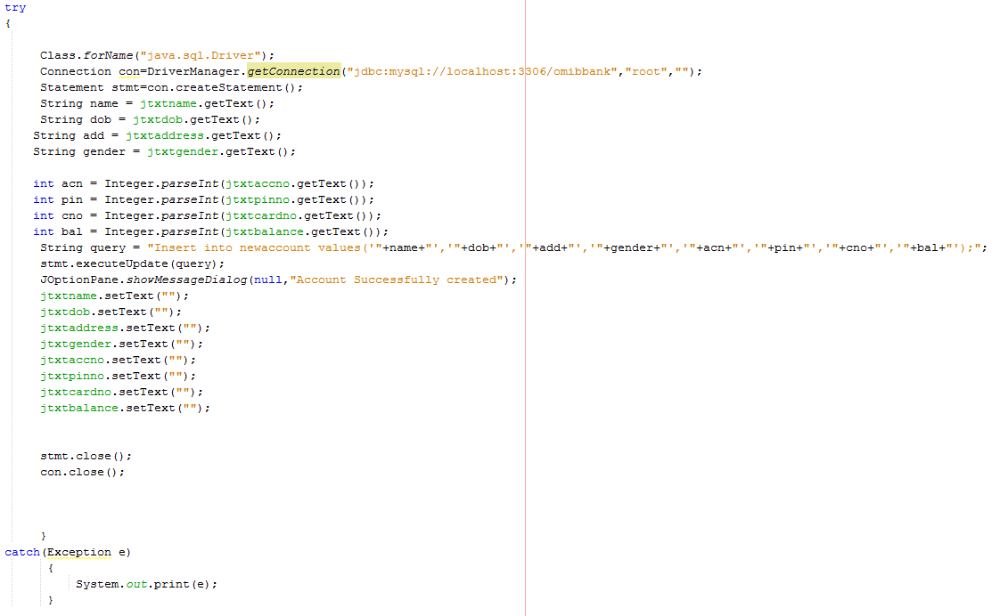 try
{
Class.forName("java.sql.Driver");
Connection con=DriverManager.getConnection("jdbc:mysql://localhost:3306/omibbank","root","");
Statement stmt=con.createStatement();
String name = jtxtname.getText();
String dob = jtxtdob.getText();
String add = jtxtaddress.getText();
String gender = jtxtgender.getText();
int acn = Integer.parseInt(jtxtaccno.getText());
int pin = Integer.parseInt(jtxtpinno.getText());
int cno = Integer.parseInt(jtxtcardno.getText());
int bal = Integer.parseInt(jtxtbalance.getText());
String query = "Insert into newaccount values('"+name+"','"+dob+"','"+add+"','"+gender+"','"+acn+"','"+pin+"','"+cno+"','"+bal+"');";
stmt.executeUpdate(query);
JOptionPane.showMessageDialog(null,"Account Successfully created");
jtxtname.setText("");
jtxtdob.setText("");
jtxtaddress.setText("");
jtxtgender.setText("");
jtxtaccno.setText("");
jtxtpinno.setText("");
jtxtcardno.setText("");
jtxtbalance.setText("");
stmt.close();
con.close();
}
catch(Exception e)
{
System.out.print(e);
}